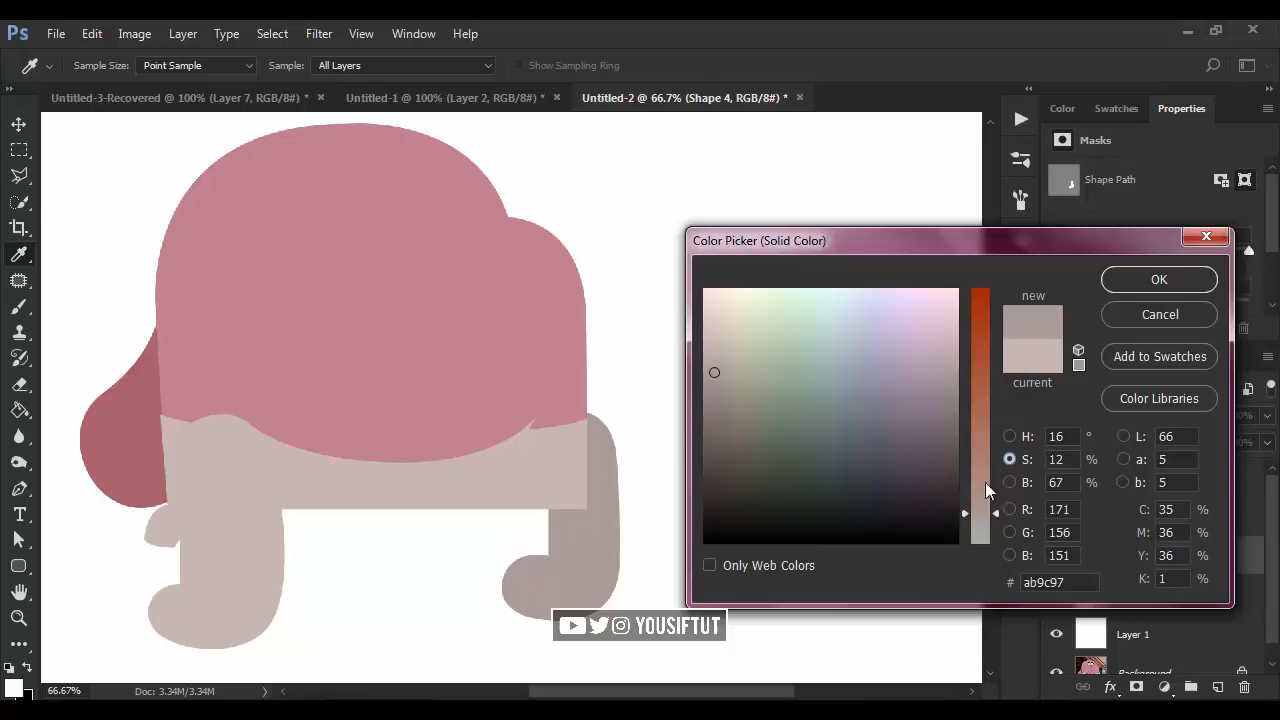 Ps File Edit Image Layer Type Select Filter View Window Help
Sample Size: Point Sample Sample: All Layers Show Sampling Ring
Untitled-3-Recovered @ 100% (Layer 7, RGB/8#) * × Untitled-1 @ 100% (Layer 2, RGB/8#) * × Untitled-2 @ 66.7% (Shape 4, RGB/8#) * ×
Color Swatches Properties
Masks
Shape Path
Color Picker (Solid Color)
OK
new
Cancel
Add to Swatches
current
Color Libraries
H: 16 ° L: 66
S: 12 % a: 5
B: 67 % b: 5
R: 171 C: 35 %
G: 156 M: 36 %
B: 151 Y: 36 %
Only Web Colors
# ab9c97 K: 1 %
YOUSIFTUT
Layer 1
Background
66.67% Doc: 3.34M/3.34M
fx